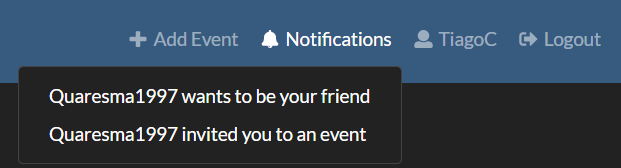 Add Event Notifications TiagoC Logout
Quaresma1997 wants to be your friend
Quaresma1997 invited you to an event